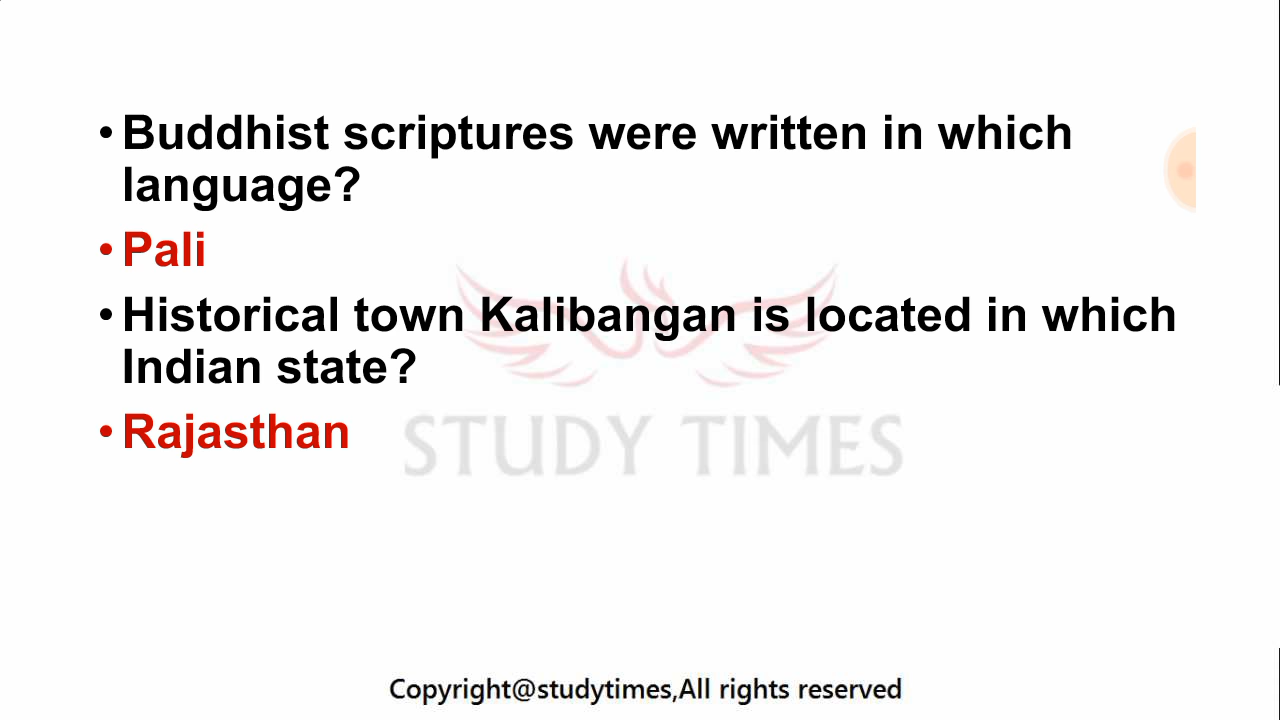 • Buddhist scriptures were written in which
language?
• Pali
• Historical town Kalibangan is located in which
Indian state?
• Rajasthan
STUDY TIMES
Copyright@studytimes,All rights reserved